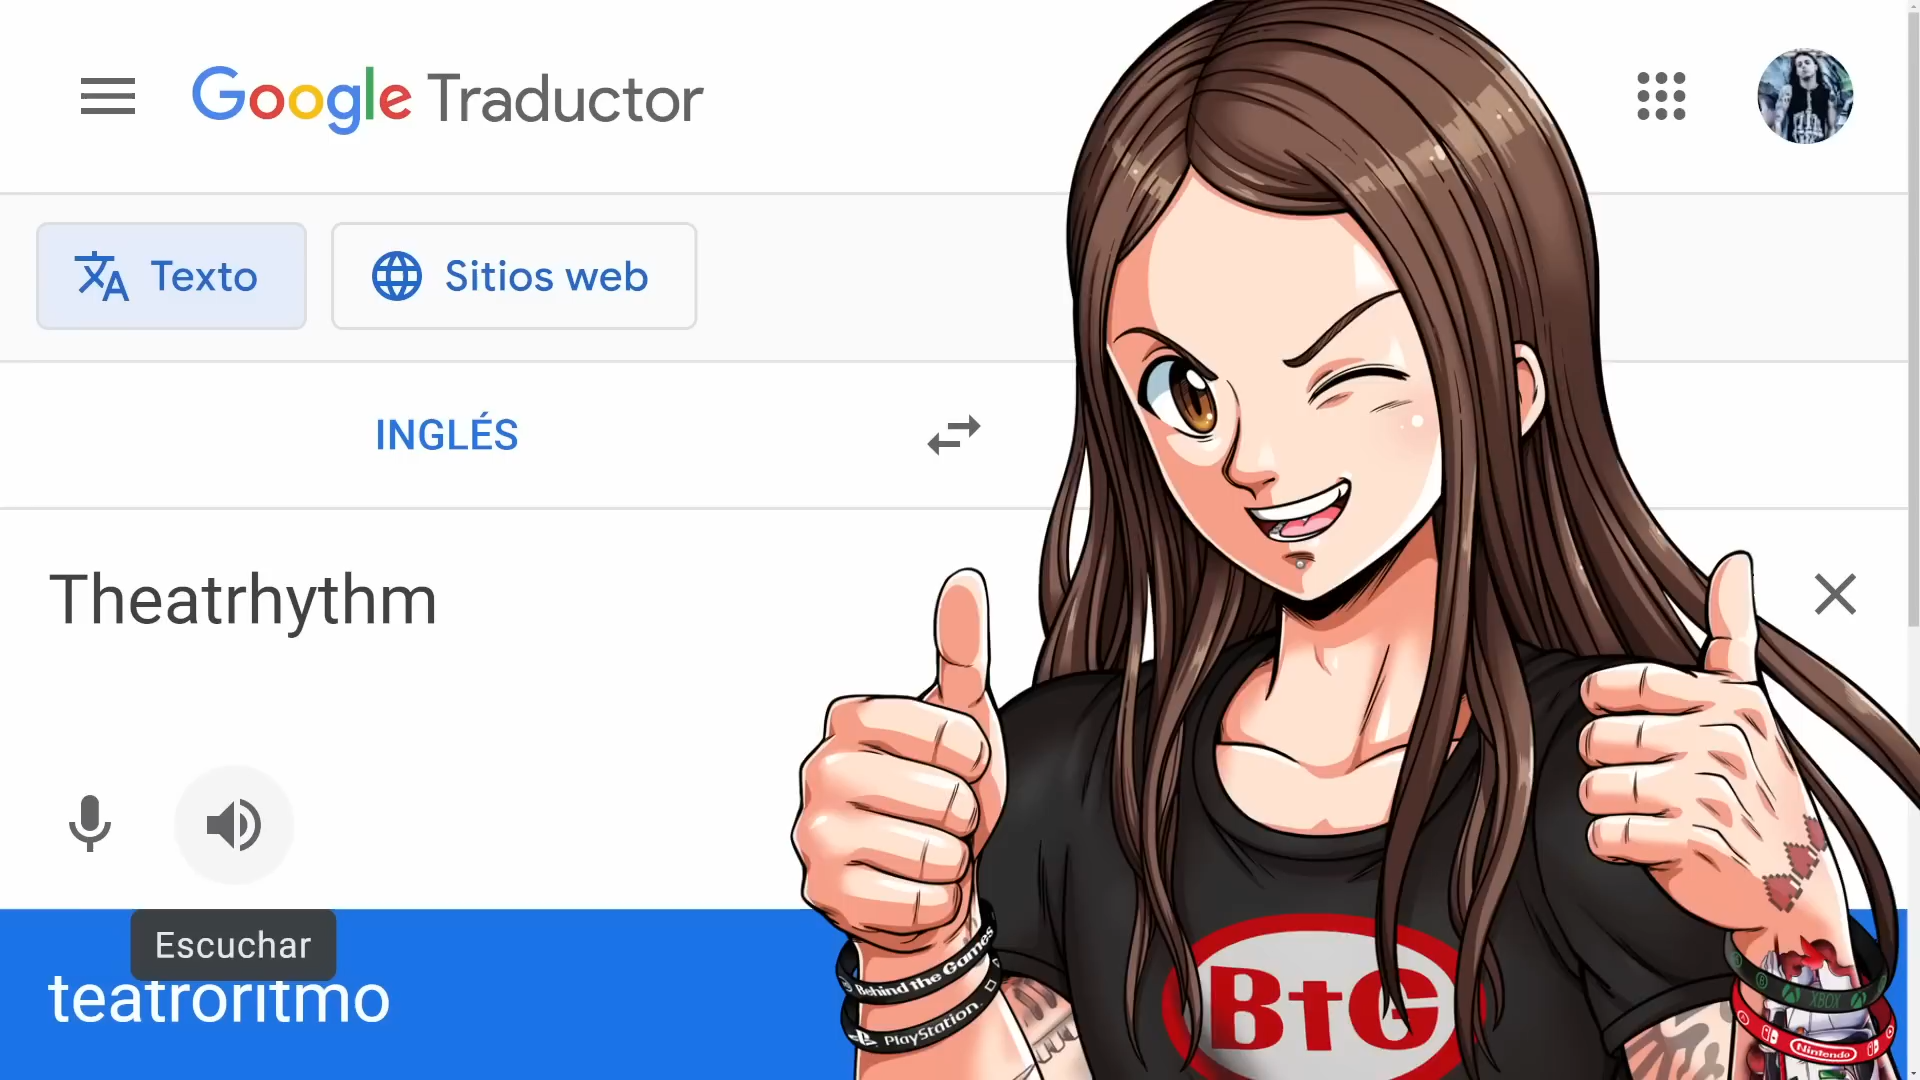 Google Traductor
Texto
Sitios web
INGLÉS
Theatrhythm
Escuchar
teatroritmo
Behind the Games
PlayStation
BtG
XBOX
Nintendo